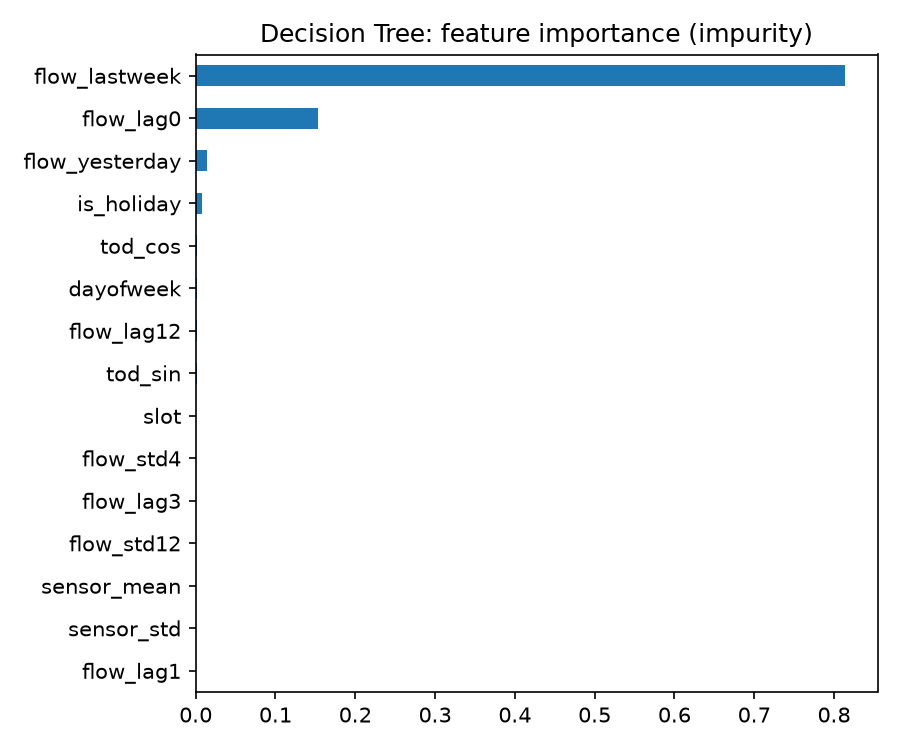 Decision Tree: feature importance (impurity)
flow_lastweek
flow_lag0
flow_yesterday
is_holiday
tod_cos
dayofweek
flow_lag12
tod_sin
slot
flow_std4
flow_lag3
flow_std12
sensor_mean
sensor_std
flow_lag1
0.0 0.1 0.2 0.3 0.4 0.5 0.6 0.7 0.8